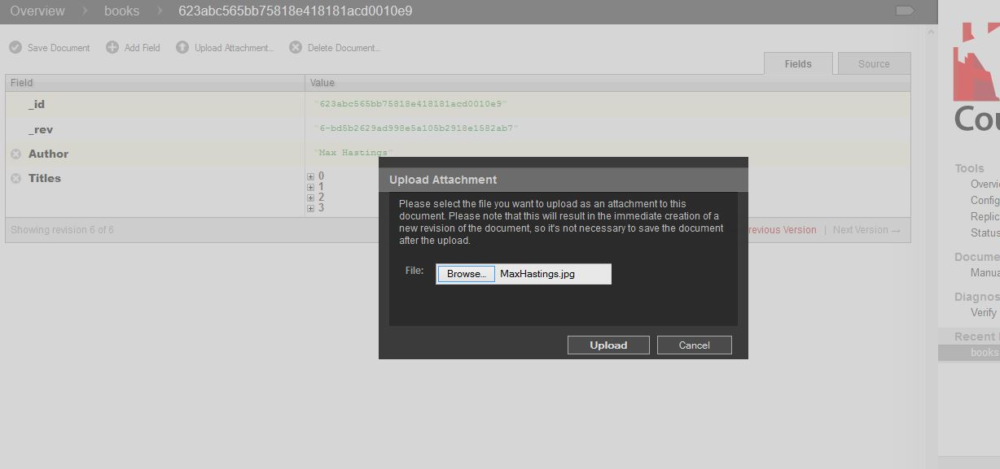 Overview books 623abc565bb75818e418181acd0010e9
Save Document Add Field Upload Attachment... Delete Document...
Fields Source
Field Value
_id "623abc565bb75818e418181acd0010e9"
_rev "6-bd5b2629ad998e5a105b2918e1582ab7"
Author "Max Hastings"
Titles
0
1
2
3
Showing revision 6 of 6
revious Version | Next Version →
Upload Attachment
Please select the file you want to upload as an attachment to this
document. Please note that this will result in the immediate creation of a
new revision of the document, so it's not necessary to save the document
after the upload.
File: Browse... MaxHastings.jpg
Upload Cancel
Cou
Tools
Overvi
Config
Replic
Status
Docume
Manua
Diagnos
Verify
Recent
books